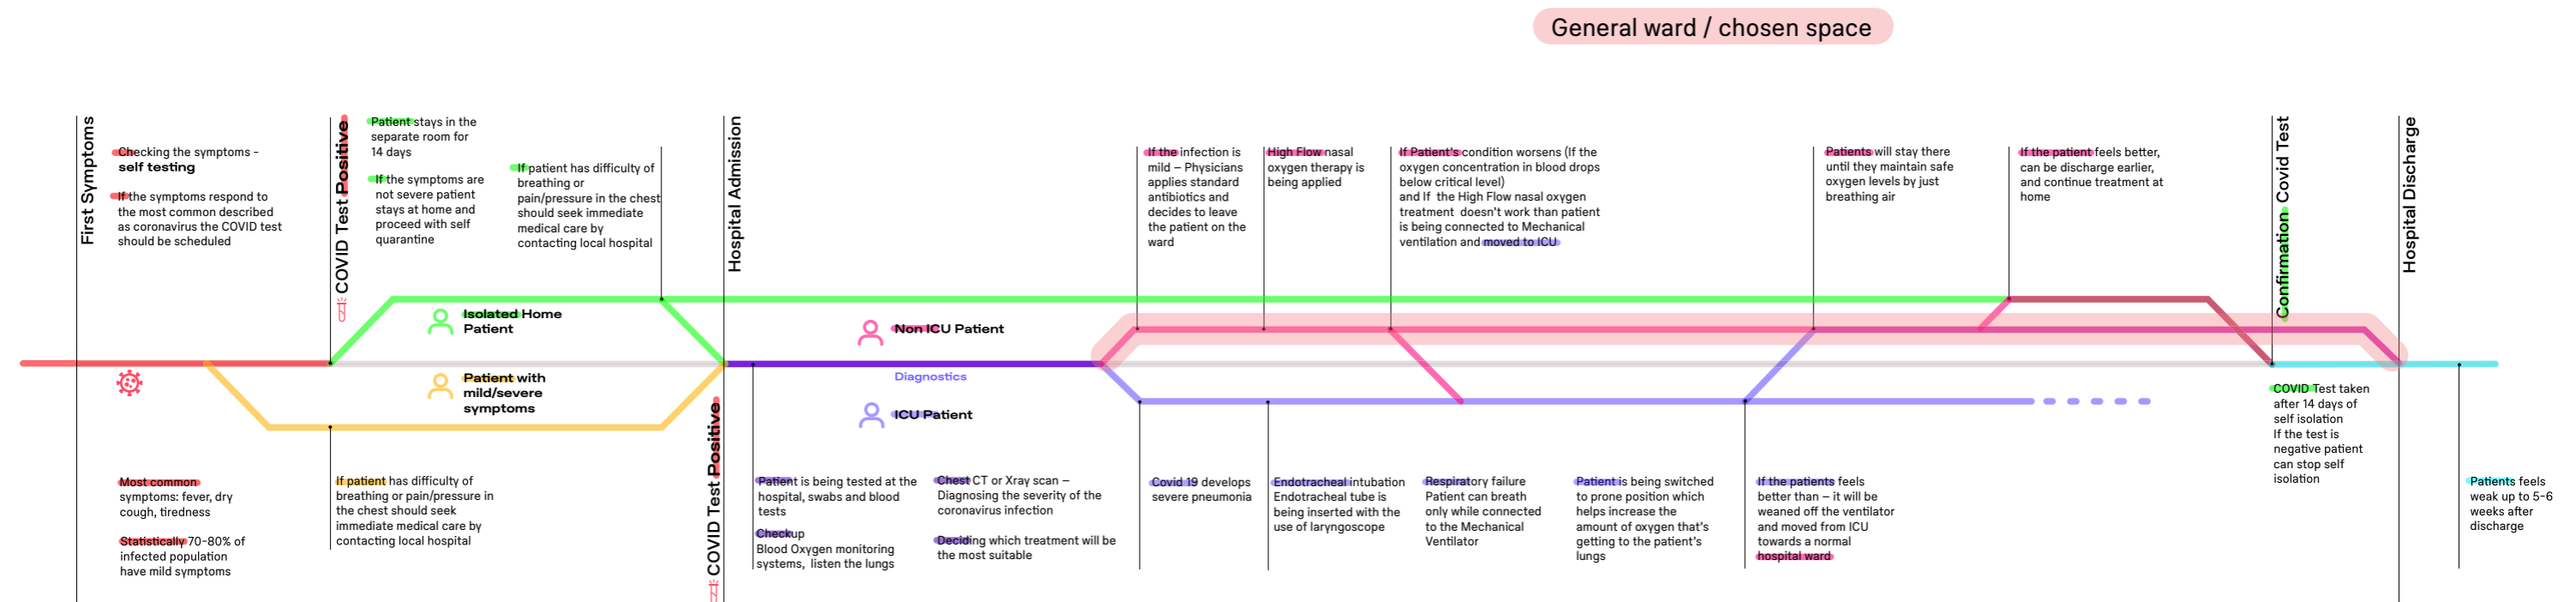 General ward / chosen space
First Symptoms
Checking the symptoms -
self testing
If the symptoms respond to
the most common described
as coronavirus the COVID test
should be scheduled
COVID Test Positive
Patient stays in the
separate room for
14 days
If the symptoms are
not severe patient
stays at home and
proceed with self
quarantine
If patient has difficulty of
breathing or
pain/pressure in the chest
should seek immediate
medical care by
contacting local hospital
Hospital Admission
If the infection is
mild – Physicians
applies standard
antibiotics and
decides to leave
the patient on the
ward
High Flow nasal
oxygen therapy is
being applied
If Patient's condition worsens (If the
oxygen concentration in blood drops
below critical level)
and If the High Flow nasal oxygen
treatment doesn't work than patient
is being connected to Mechanical
ventilation and moved to ICU
Patients will stay there
until they maintain safe
oxygen levels by just
breathing air
If the patient feels better,
can be discharge earlier,
and continue treatment at
home
Confirmation Covid Test
Hospital Discharge
Isolated Home
Patient
Patient with
mild/severe
symptoms
Non ICU Patient
Diagnostics
ICU Patient
Most common
symptoms: fever, dry
cough, tiredness
Statistically 70-80% of
infected population
have mild symptoms
If patient has difficulty of
breathing or pain/pressure in
the chest should seek
immediate medical care by
contacting local hospital
COVID Test Positive
Patient is being tested at the
hospital, swabs and blood
tests
Checkup
Blood Oxygen monitoring
systems, listen the lungs
Chest CT or Xray scan –
Diagnosing the severity of the
coronavirus infection
Deciding which treatment will be
the most suitable
Covid 19 develops
severe pneumonia
Endotracheal intubation
Endotracheal tube is
being inserted with the
use of laryngoscope
Respiratory failure
Patient can breath
only while connected
to the Mechanical
Ventilator
Patient is being switched
to prone position which
helps increase the
amount of oxygen that's
getting to the patient's
lungs
If the patients feels
better than – it will be
weaned off the ventilator
and moved from ICU
towards a normal
hospital ward
COVID Test taken
after 14 days of
self isolation
If the test is
negative patient
can stop self
isolation
Patients feels
weak up to 5-6
weeks after
discharge